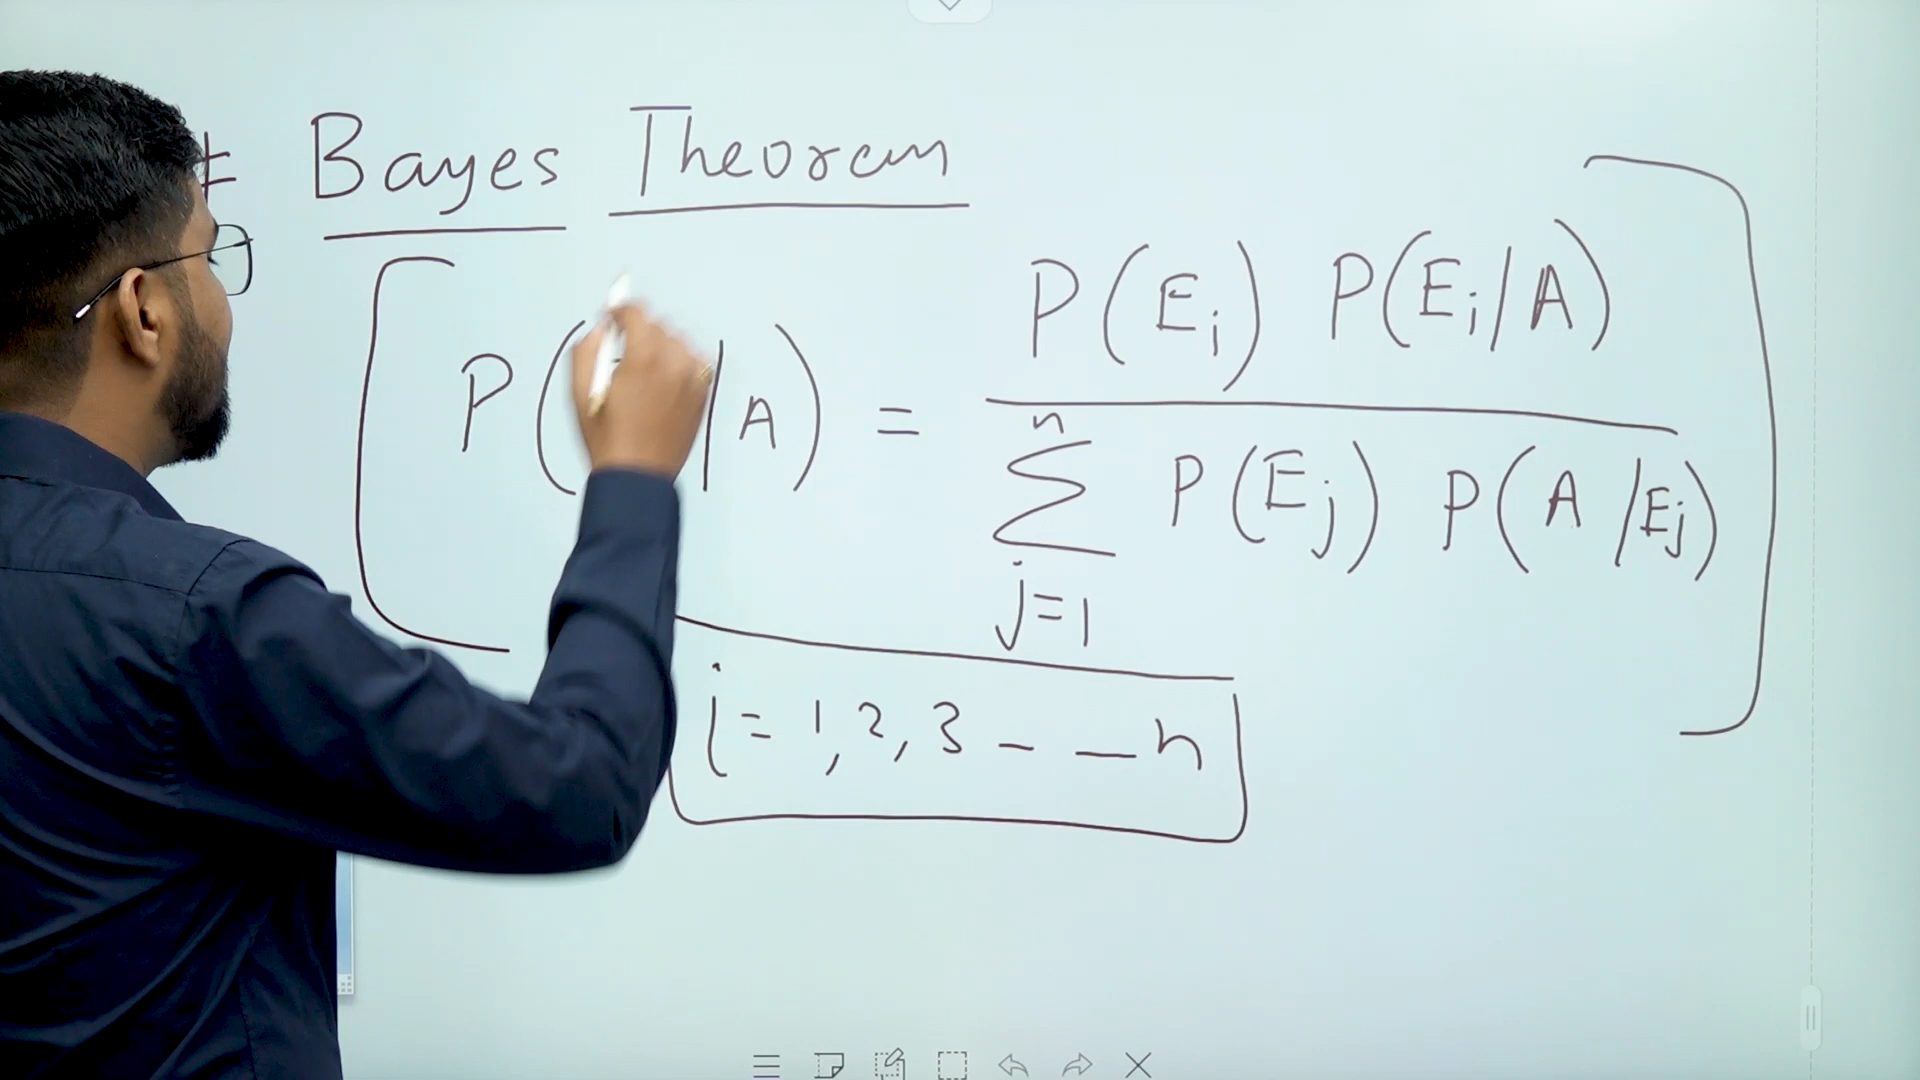 # Bayes Theorem
P( |A) = P(Ei) P(Ei/A)
n
∑ P(Ej) P(A/Ej)
j=1
i= 1,2,3 - - n